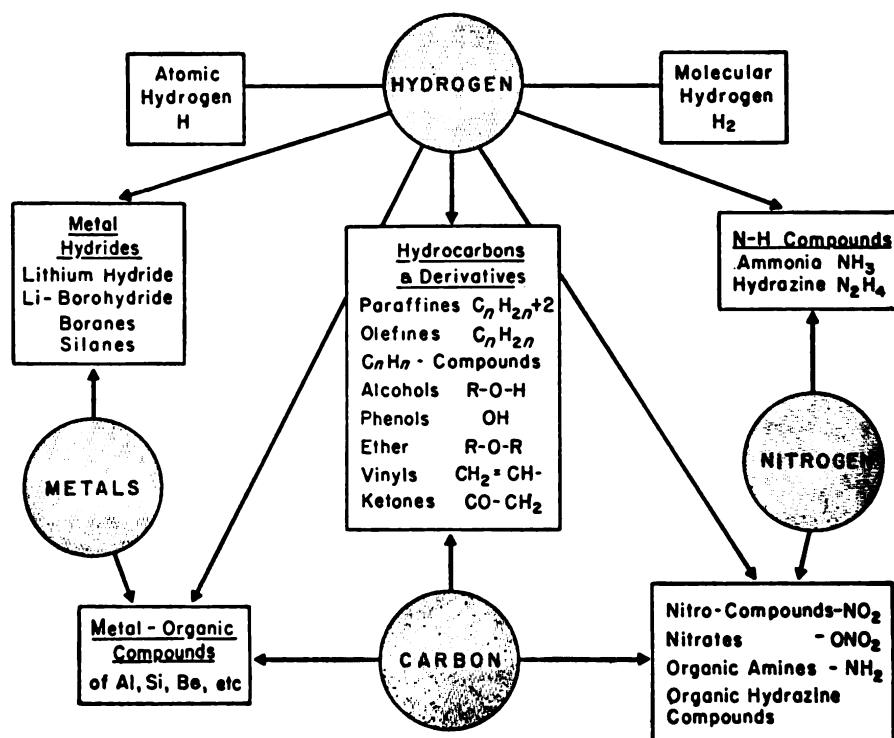 Atomic
Hydrogen
H
HYDROGEN
Molecular
Hydrogen
H2
Metal
Hydrides
Lithium Hydride
Li-Borohydride
Boranes
Silanes
Hydrocarbons
& Derivatives
Paraffines CnH2n+2
Olefines CnH2n
CnHn - Compounds
Alcohols R-O-H
Phenols OH
Ether R-O-R
Vinyls CH2=CH-
Ketones CO-CH2
N-H Compounds
Ammonia NH3
Hydrazine N2H4
METALS
NITROGEN
CARBON
Metal-Organic
Compounds
of Al, Si, Be, etc
Nitro-Compounds-NO2
Nitrates -ONO2
Organic Amines -NH2
Organic Hydrazine
Compounds